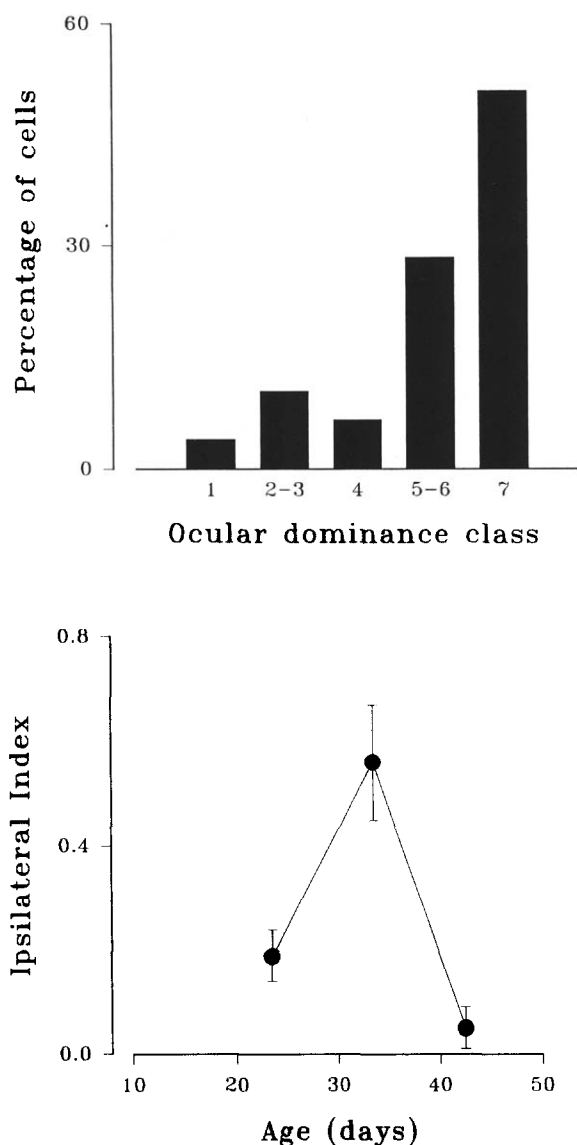 60
30
0
Percentage of cells
1 2-3 4 5-6 7
Ocular dominance class
0.8
0.4
0.0
Ipsilateral Index
10 20 30 40 50
Age (days)